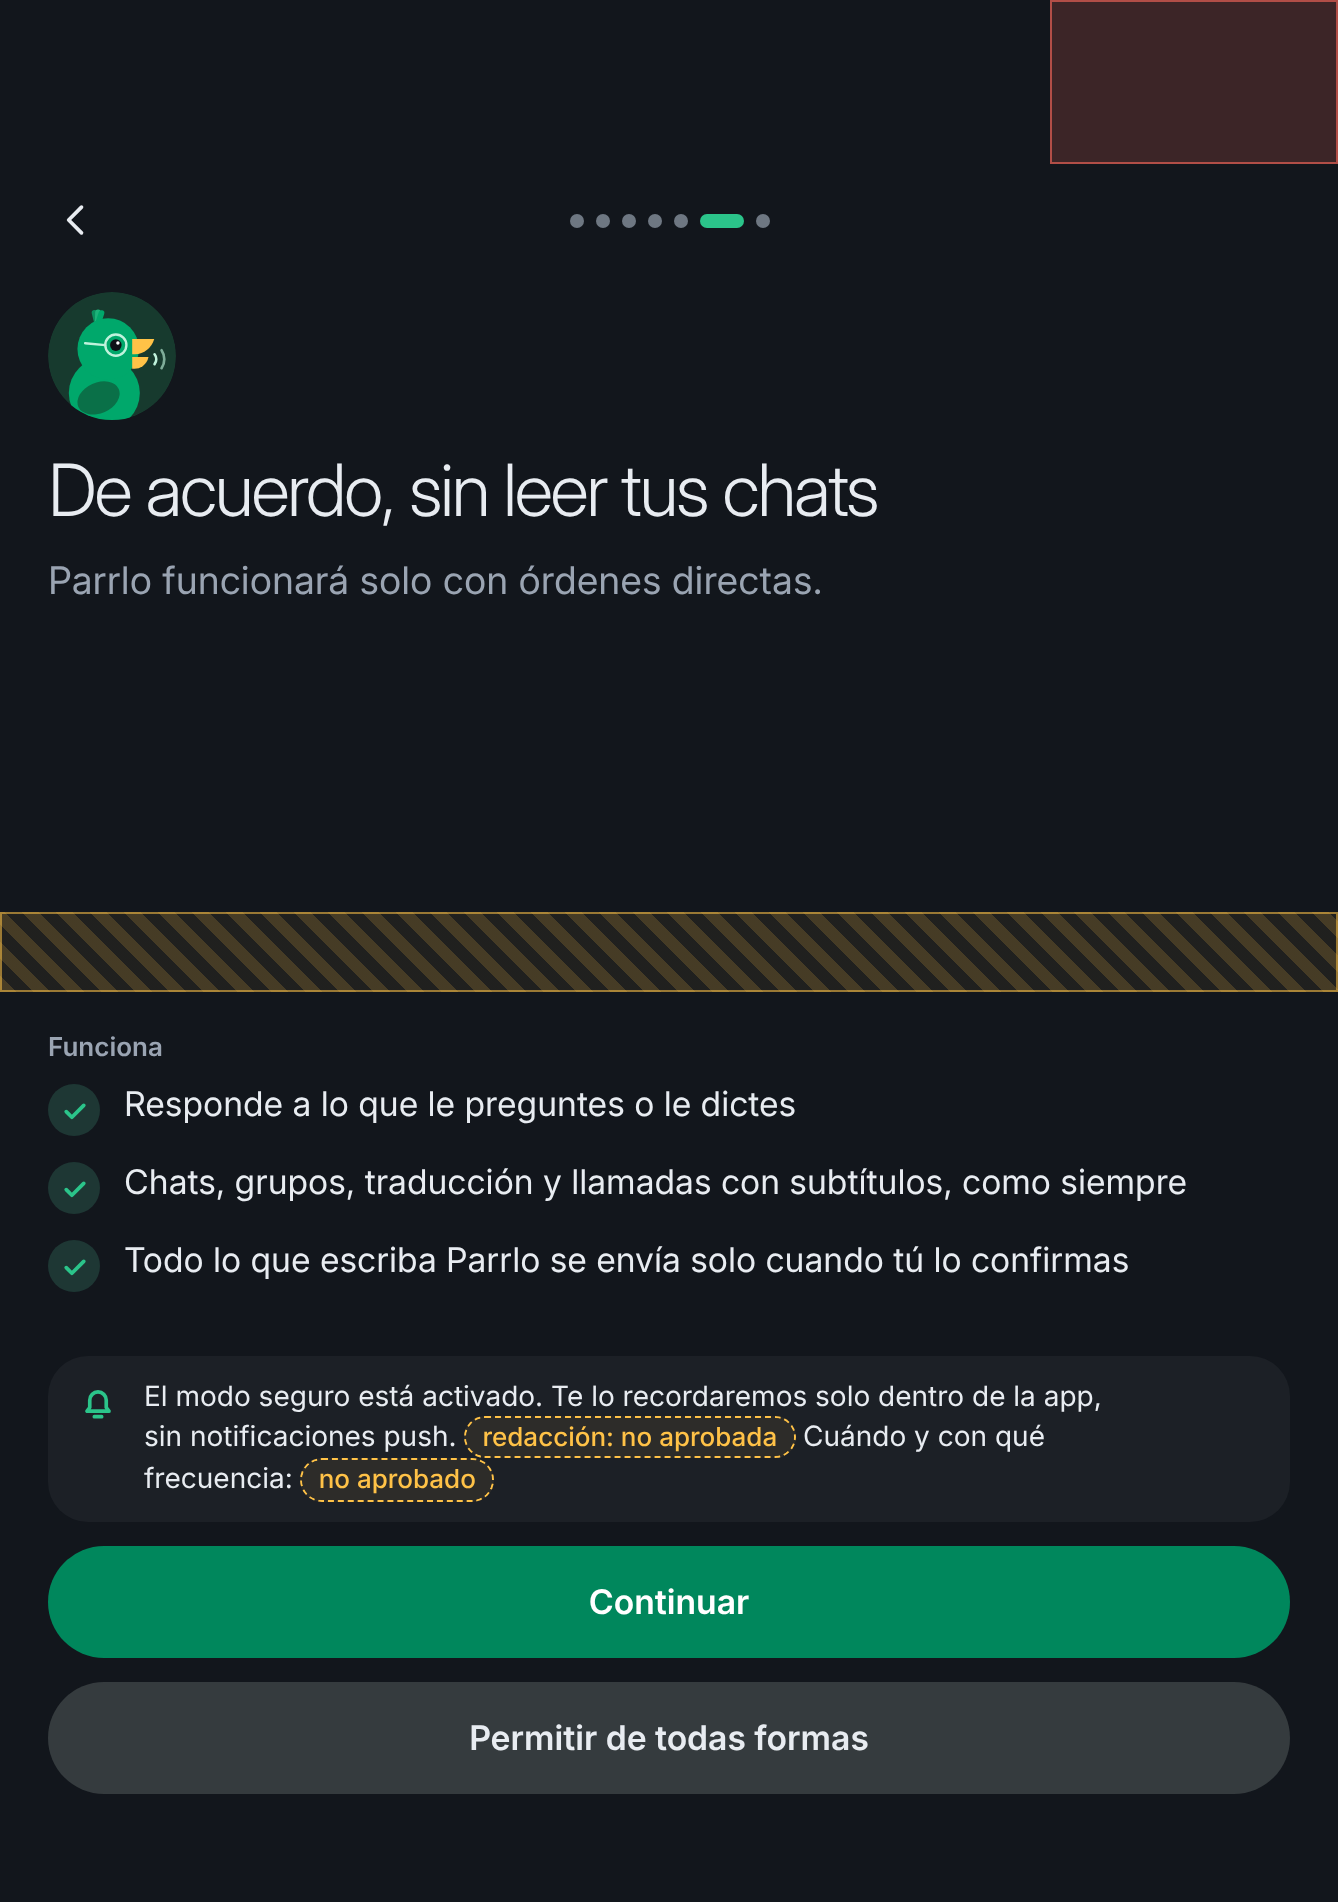 De acuerdo, sin leer tus chats
Parrlo funcionará solo con órdenes directas.
Funciona
Responde a lo que le preguntes o le dictes
Chats, grupos, traducción y llamadas con subtítulos, como siempre
Todo lo que escriba Parrlo se envía solo cuando tú lo confirmas
El modo seguro está activado. Te lo recordaremos solo dentro de la app,
sin notificaciones push. redacción: no aprobada Cuándo y con qué
frecuencia: no aprobado
Continuar
Permitir de todas formas